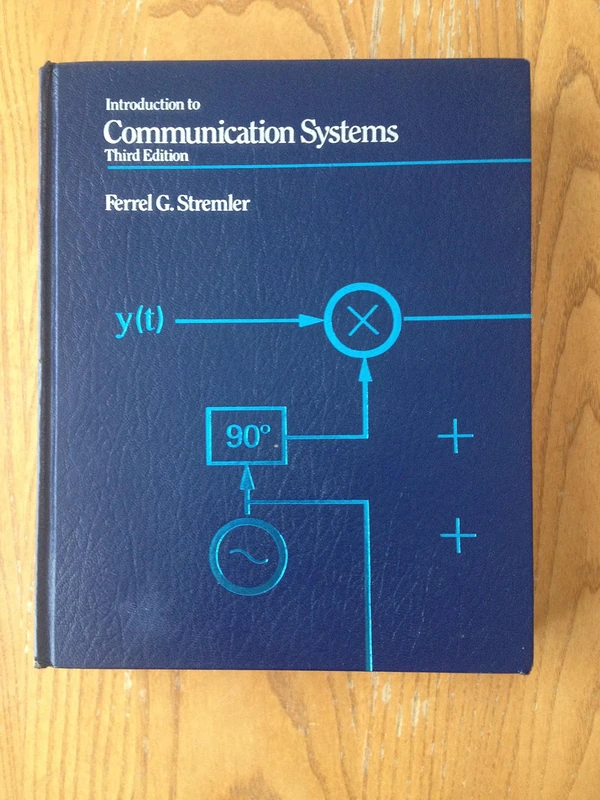 Introduction to
Communication Systems
Third Edition
Ferrel G. Stremler
y(t)
×
90°
+
~
+